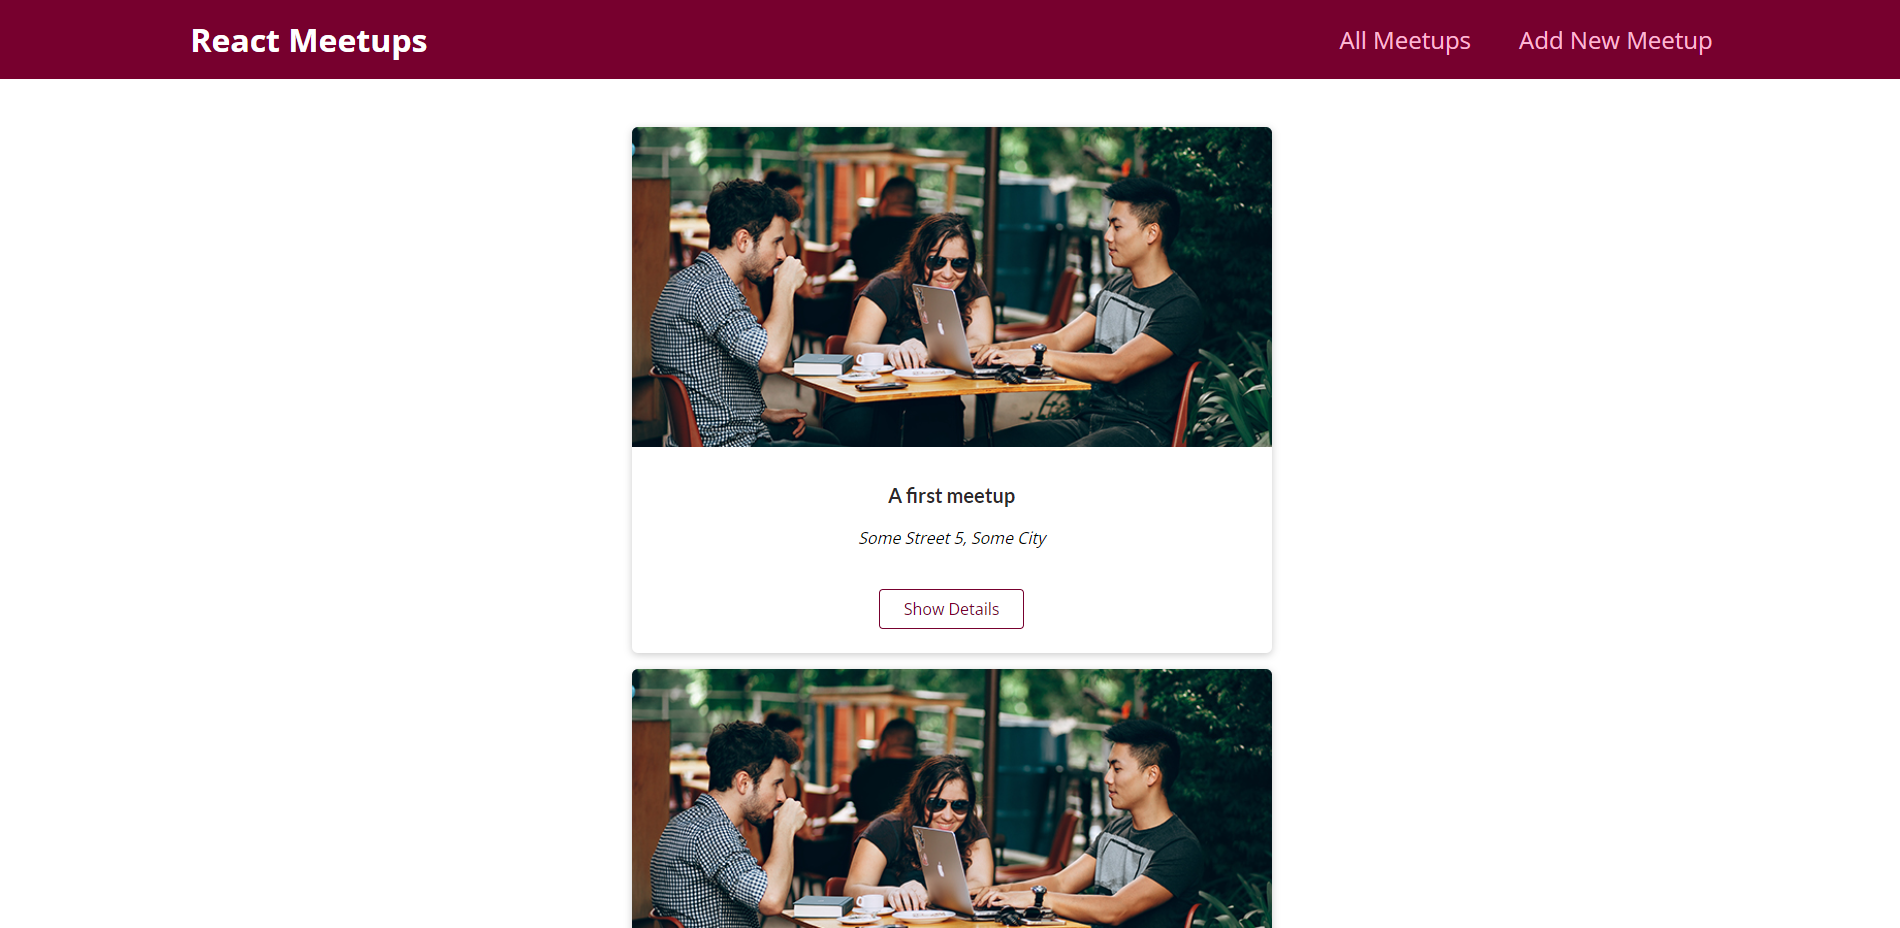 React Meetups
All Meetups
Add New Meetup
A first meetup
Some Street 5, Some City
Show Details